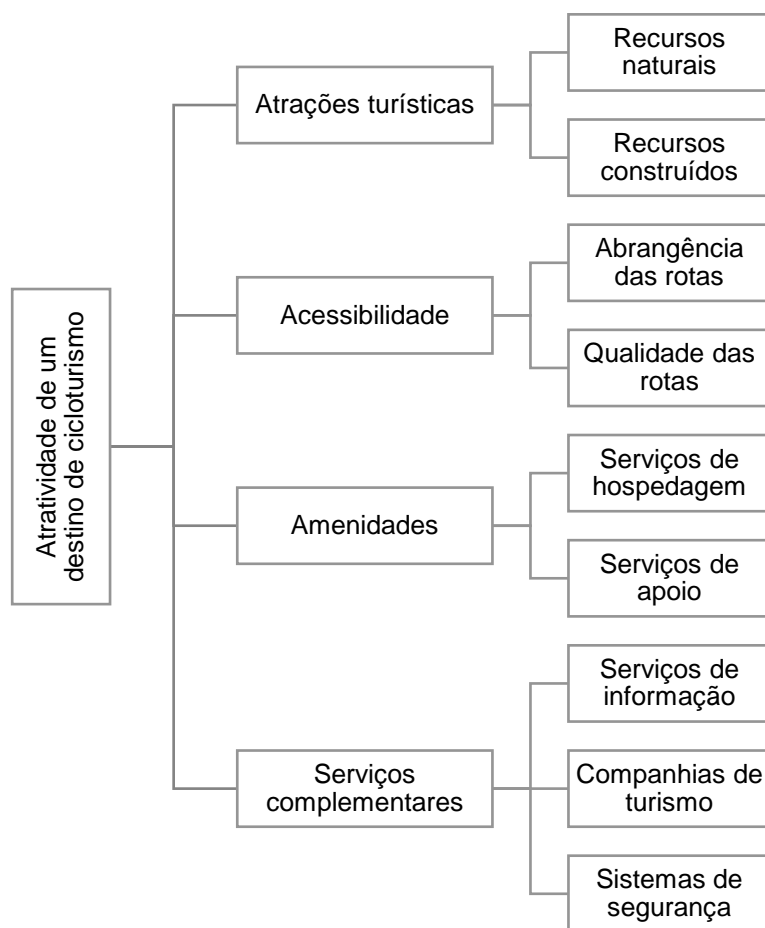 Atratividade de um
destino de cicloturismo
Atrações turísticas
Recursos
naturais
Recursos
construídos
Acessibilidade
Abrangência
das rotas
Qualidade das
rotas
Amenidades
Serviços de
hospedagem
Serviços de
apoio
Serviços
complementares
Serviços de
informação
Companhias de
turismo
Sistemas de
segurança